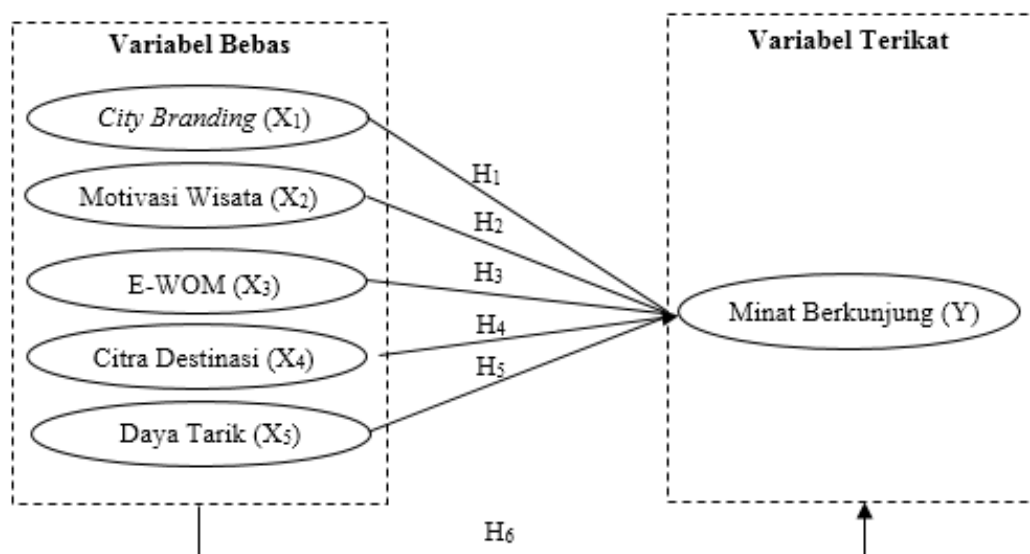 Variabel Bebas
City Branding (X₁)
Motivasi Wisata (X₂)
E-WOM (X₃)
Citra Destinasi (X₄)
Daya Tarik (X₅)
H₁
H₂
H₃
H₄
H₅
Variabel Terikat
Minat Berkunjung (Y)
H₆